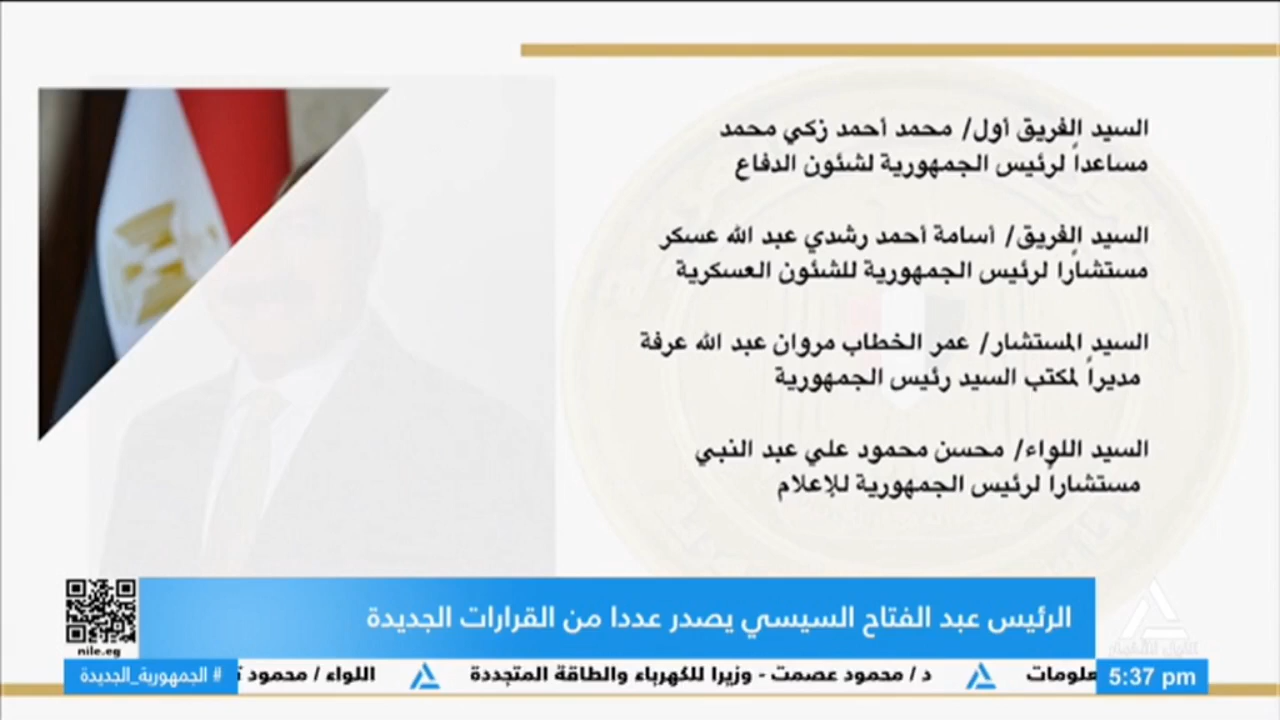 السيد الفريق أول/ محمد أحمد زكي محمد
مساعداً لرئيس الجمهورية لشئون الدفاع
السيد الفريق/ أسامة أحمد رشدي عبد الله عسكر
مستشارًا لرئيس الجمهورية للشئون العسكرية
السيد المستشار/ عمر الخطاب مروان عبد الله عرفة
مديراً لمكتب السيد رئيس الجمهورية
السيد اللواء/ محسن محمود علي عبد النبي
مستشاراً لرئيس الجمهورية للإعلام
الرئيس عبد الفتاح السيسي يصدر عددا من القرارات الجديدة
nile.eg
5:37 pm
علومات
د / محمود عصمت - وزيرا للكهرباء والطاقة المتجددة
اللواء / محمود
# الجمهورية_الجديدة